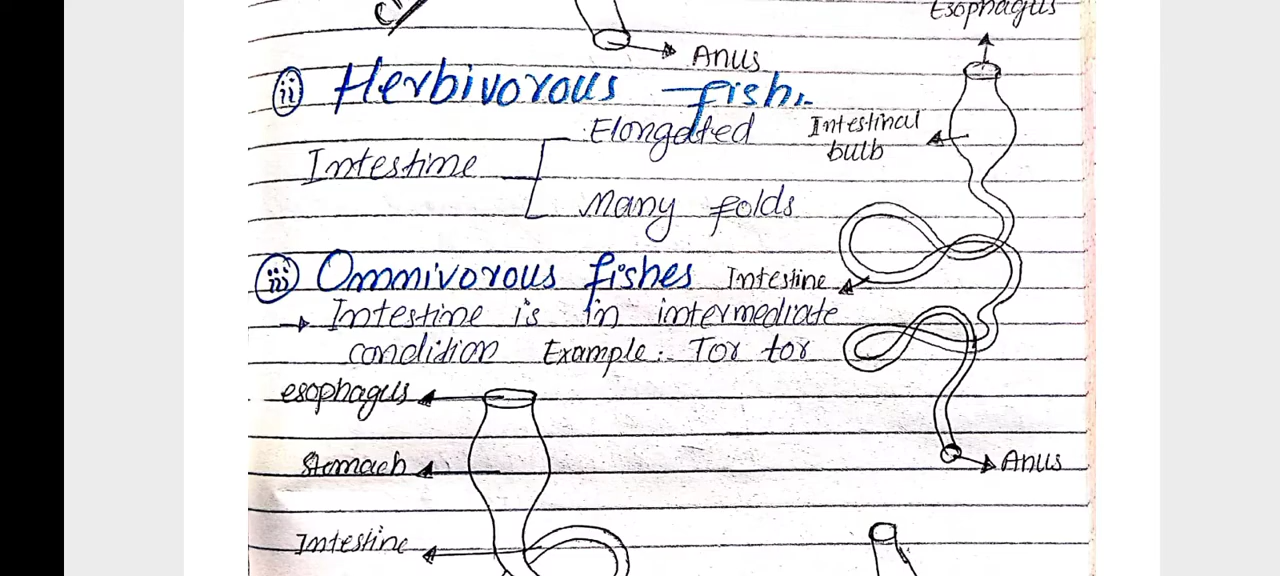 Esophagus
Anus
ii Herbivorous fish.
Elongated
Intestinal
bulb
Intestine
Many folds
iii Ommivorous fishes
Intestine
→ Intestine is in intermediate
condition Example:- Tor tor
esophagus
Stomach
Anus
Intestine